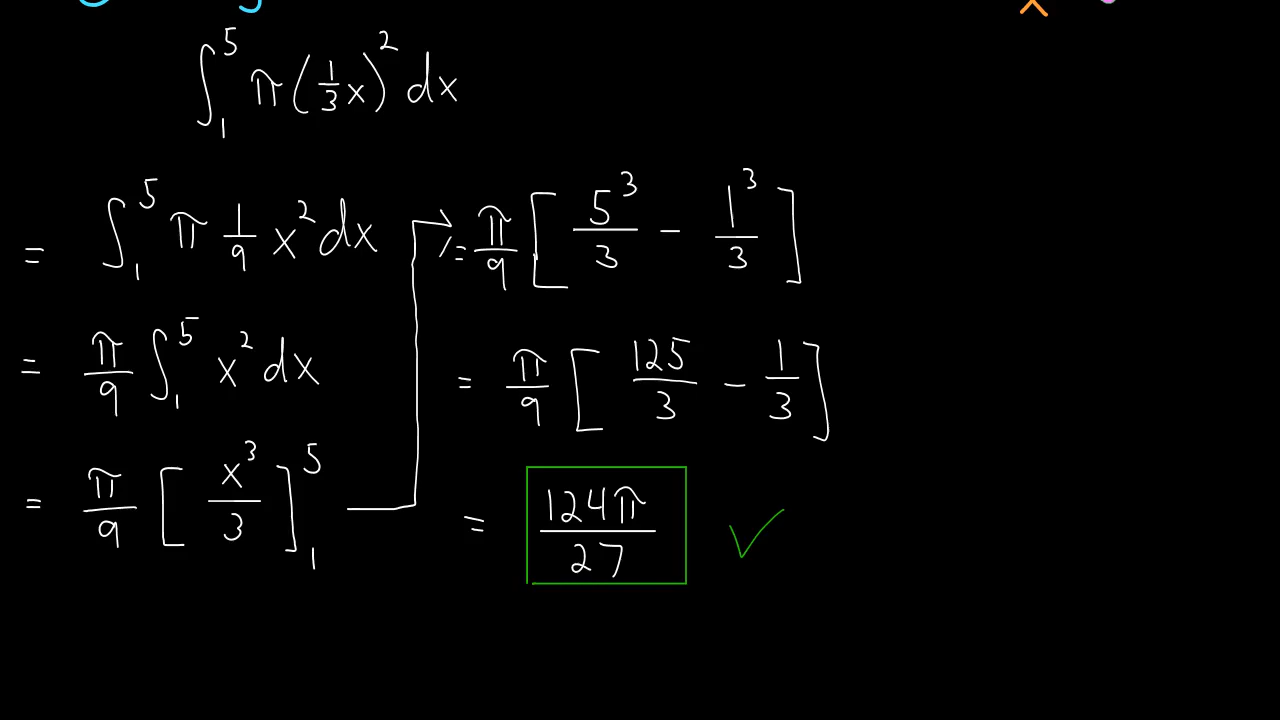 ∫₁⁵ π(1/3 x)² dx
= ∫₁⁵ π 1/9 x² dx
= π/9 ∫₁⁵ x² dx
= π/9 [x³/3]₁⁵
= π/9 [5³/3 − 1³/3]
= π/9 [125/3 − 1/3]
= 124π/27 ✓